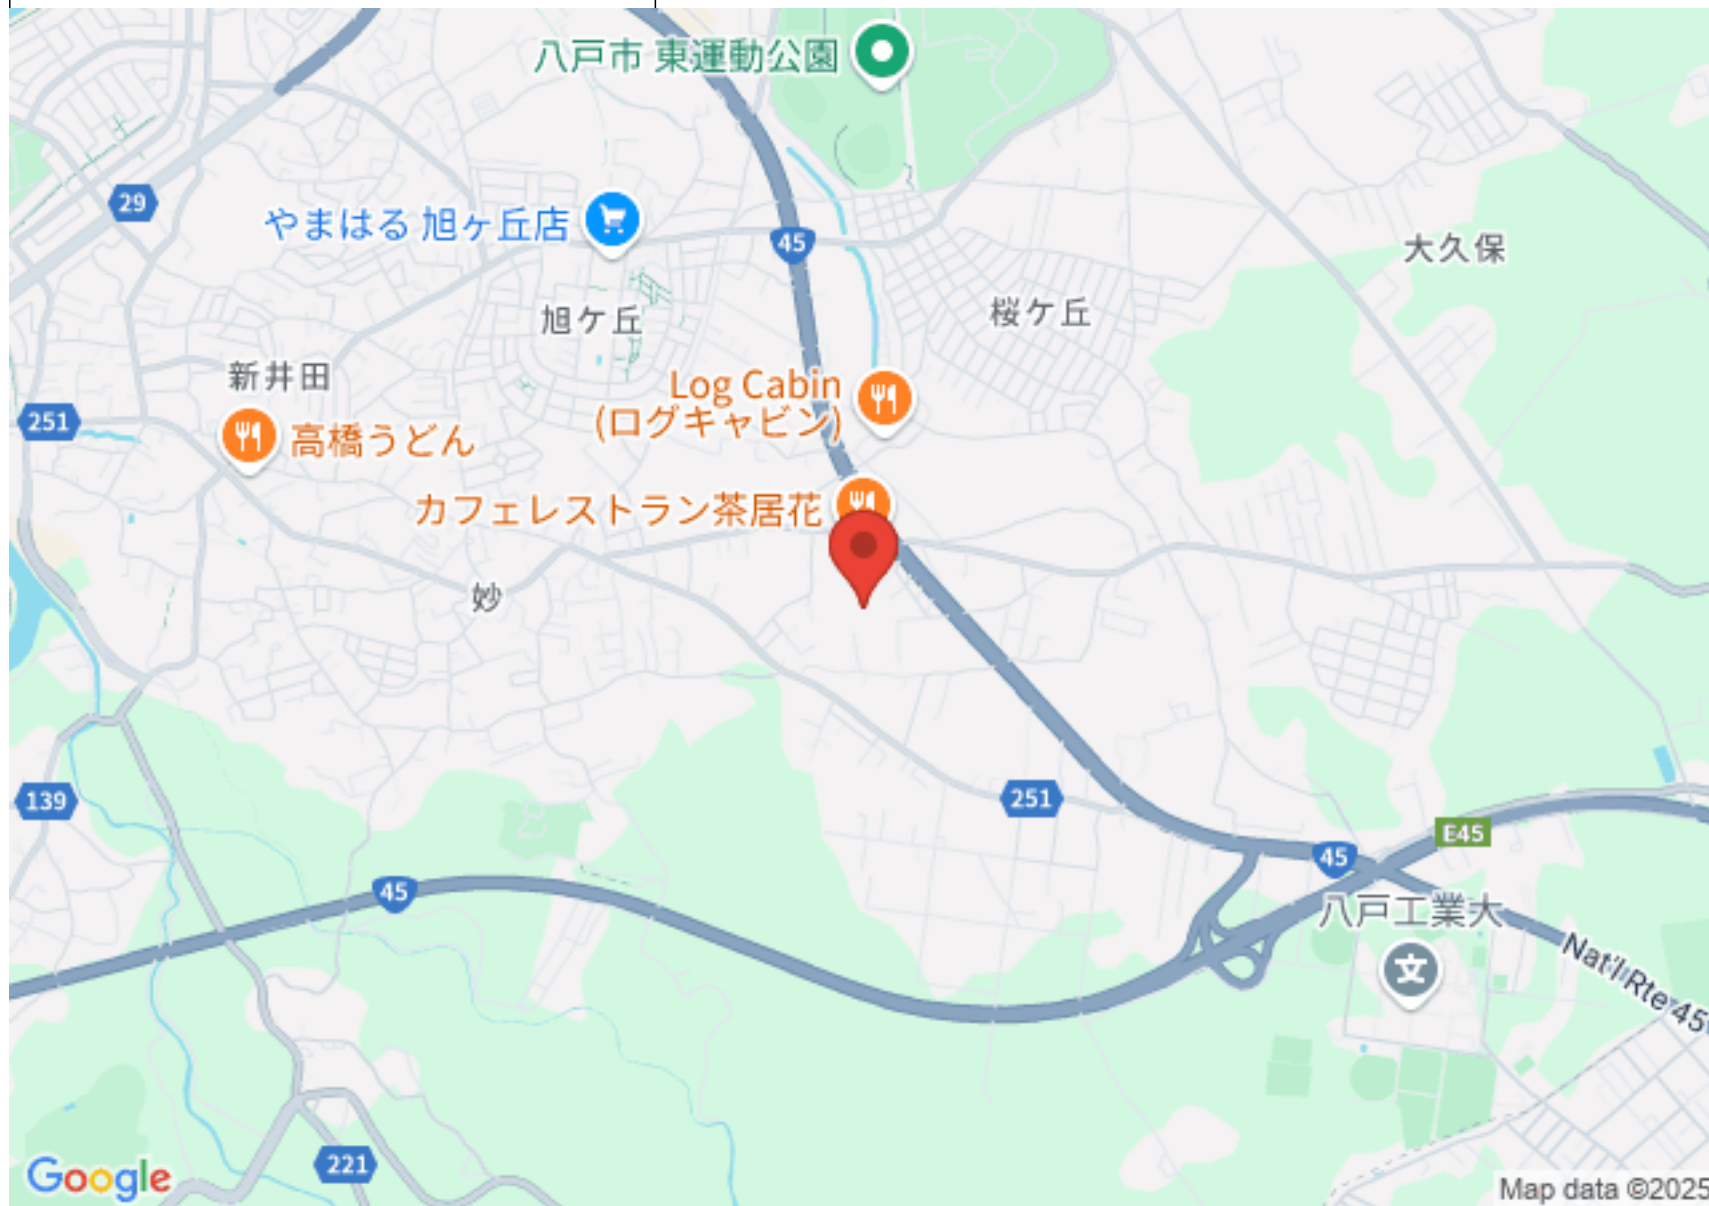 八戸市 東運動公園
29
やまはる 旭ヶ丘店
45
大久保
旭ケ丘
桜ケ丘
新井田
Log Cabin
(ログキャビン)
251
高橋うどん
カフェレストラン茶居花
妙
139
251
E45
45
45
八戸工業大
文
Nat'l Rte 45
221
Google
Map data ©2025